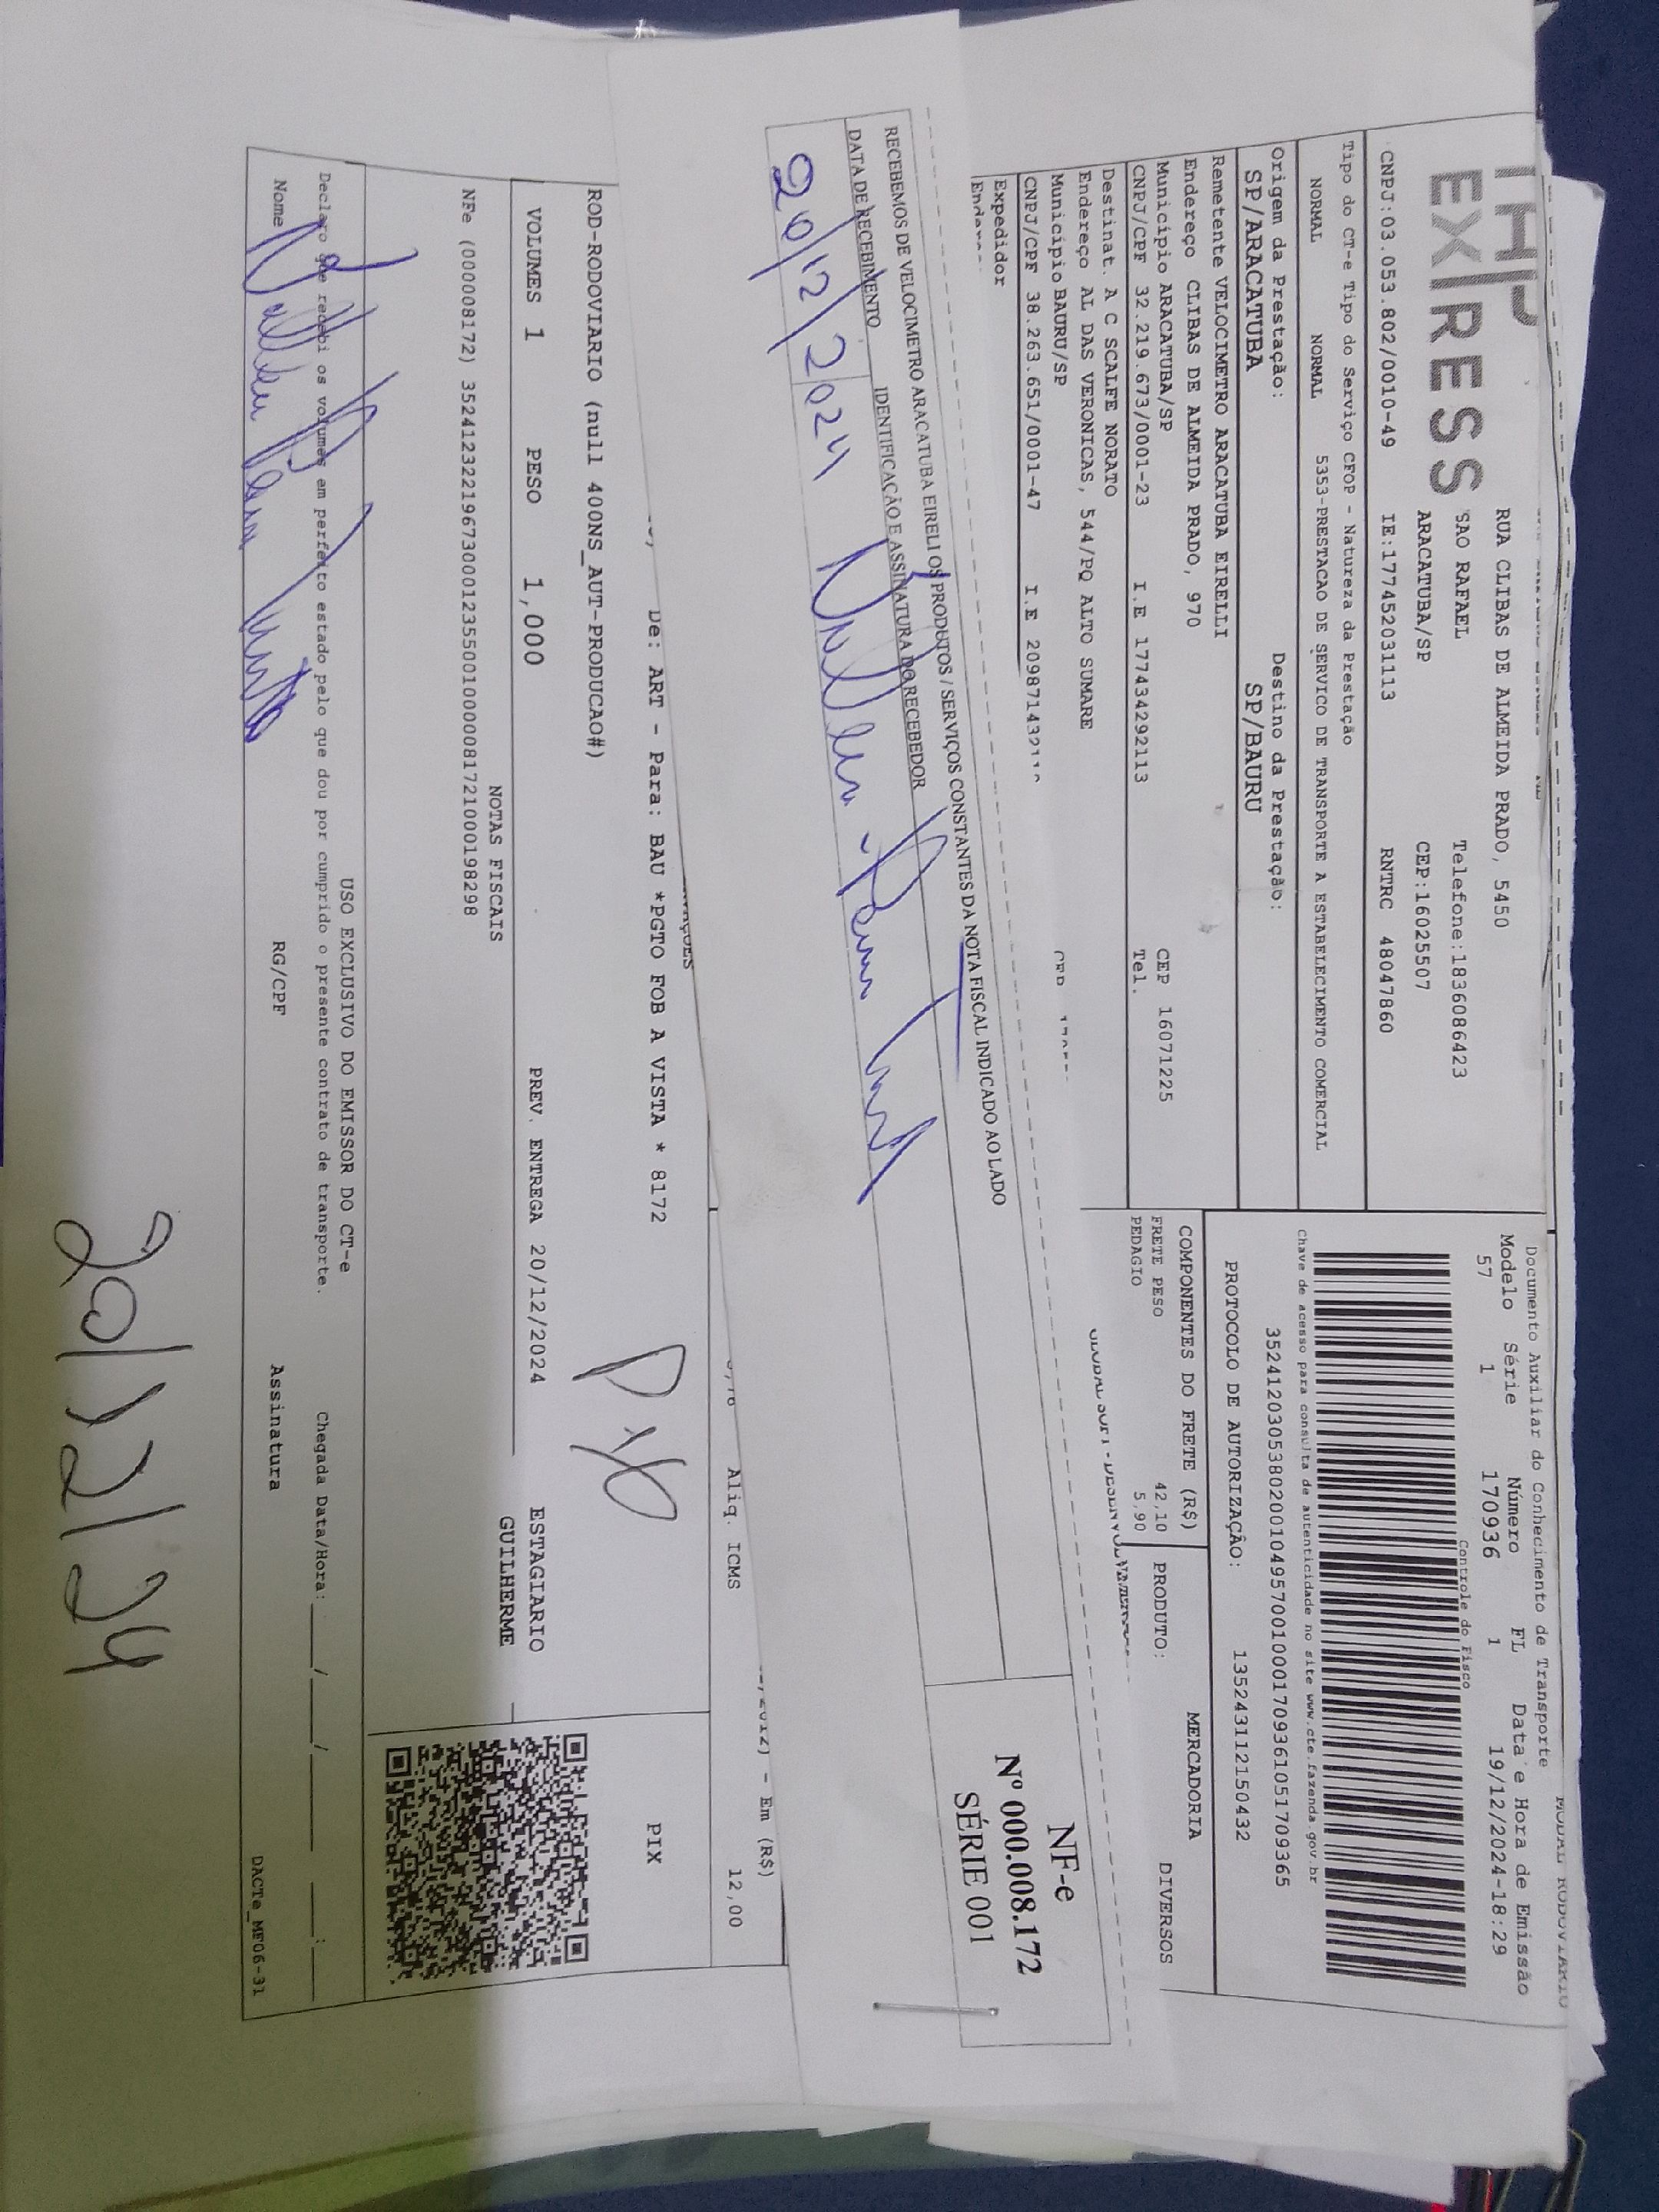 EX RESS
RUA CLIBAS DE ALMEIDA PRADO, 5450
SAO RAFAEL Telefone:1836086423
ARACATUBA/SP CEP:16025507
CNPJ:03.053.802/0010-49 IE:177452031113 RNTRC 48047860
Tipo do CT-e Tipo do Serviço CFOP - Natureza da Prestação
NORMAL NORMAL 5353-PRESTACAO DE SERVICO DE TRANSPORTE A ESTABELECIMENTO COMERCIAL
Origem da Prestação: Destino da Prestação:
SP/ARACATUBA SP/BAURU
Remetente VELOCIMETRO ARACATUBA EIRELLI
Endereço CLIBAS DE ALMEIDA PRADO, 970
Município ARACATUBA/SP CEP 16071225
CNPJ/CPF 32.219.673/0001-23 I.E 177434292113 Tel.
Destinat. A C SCALFE NORATO
Endereço AL DAS VERONICAS, 544/PQ ALTO SUMARE
Município BAURU/SP
CNPJ/CPF 38.263.651/0001-47 I.E
Expedidor
MODAL RODOVIARIO
Documento Auxiliar do Conhecimento de Transporte
Modelo Série Número FL Data e Hora de Emissão
57 1 170936 1 19/12/2024-18:29
Controle do Fisco
Chave de acesso para consulta de autenticidade no site www.cte.fazenda.gov.br
35241203053802001049570010001709361051709365
PROTOCOLO DE AUTORIZAÇÃO: 135243112150432
COMPONENTES DO FRETE (R$) MERCADORIA
FRETE PESO 42,10 PRODUTO: DIVERSOS
PEDAGIO 5,90
RECEBEMOS DE VELOCIMETRO ARACATUBA EIRELI OS PRODUTOS / SERVIÇOS CONSTANTES DA NOTA FISCAL INDICADO AO LADO
DATA DE RECEBIMENTO IDENTIFICAÇÃO E ASSINATURA DO RECEBEDOR
20/12/2024
NF-e
Nº 000.008.172
SÉRIE 001
- Em (R$)
Aliq. ICMS 12,00
De: ART - Para: BAU *PGTO FOB A VISTA * 8172
PIX
ROD-RODOVIARIO (null 400NS_AUT-PRODUCAO#)
VOLUMES 1 PESO 1,000 PREV. ENTREGA 20/12/2024 ESTAGIARIO
GUILHERME
NOTAS FISCAIS
NFe (000008172) 35241232219673000123550010000081721000198298
USO EXCLUSIVO DO EMISSOR DO CT-e
Declaro que recebi os volumes em perfeito estado pelo que dou por cumprido o presente contrato de transporte. Chegada Data/Hora: ____/____/____ ____:____
Nome RG/CPF Assinatura
DACTe_MF06-31
20/12/24